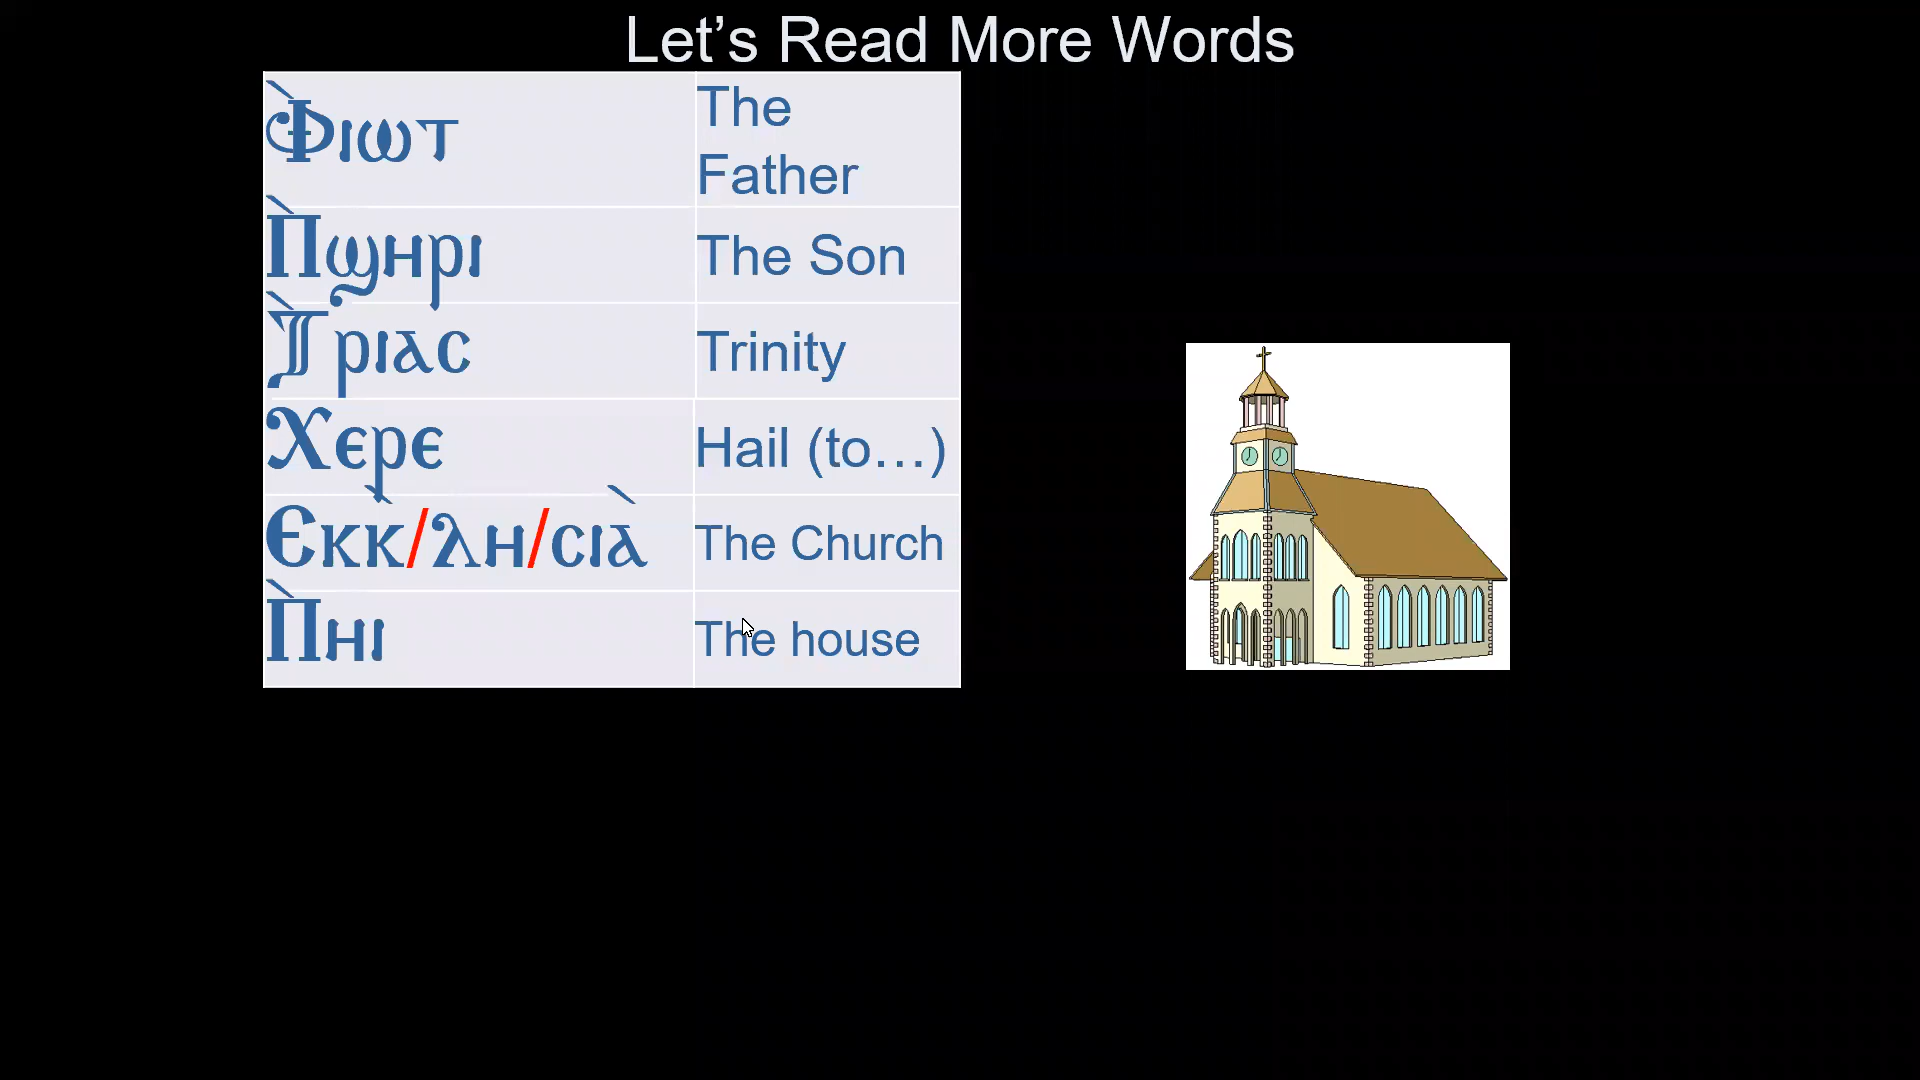 Let’s Read More Words
Ⲫ̀ⲓⲱⲧ
The
Father
Ⲡ̀ϣⲏⲣⲓ
The Son
Ⲧ̀ⲣⲓⲁⲥ
Trinity
Ⲭⲉⲣⲉ
Hail (to…)
Ⲉⲕⲕ̀/ⲗⲏ/ⲥⲓⲁ̀
The Church
Ⲡ̀ⲏⲓ
The house